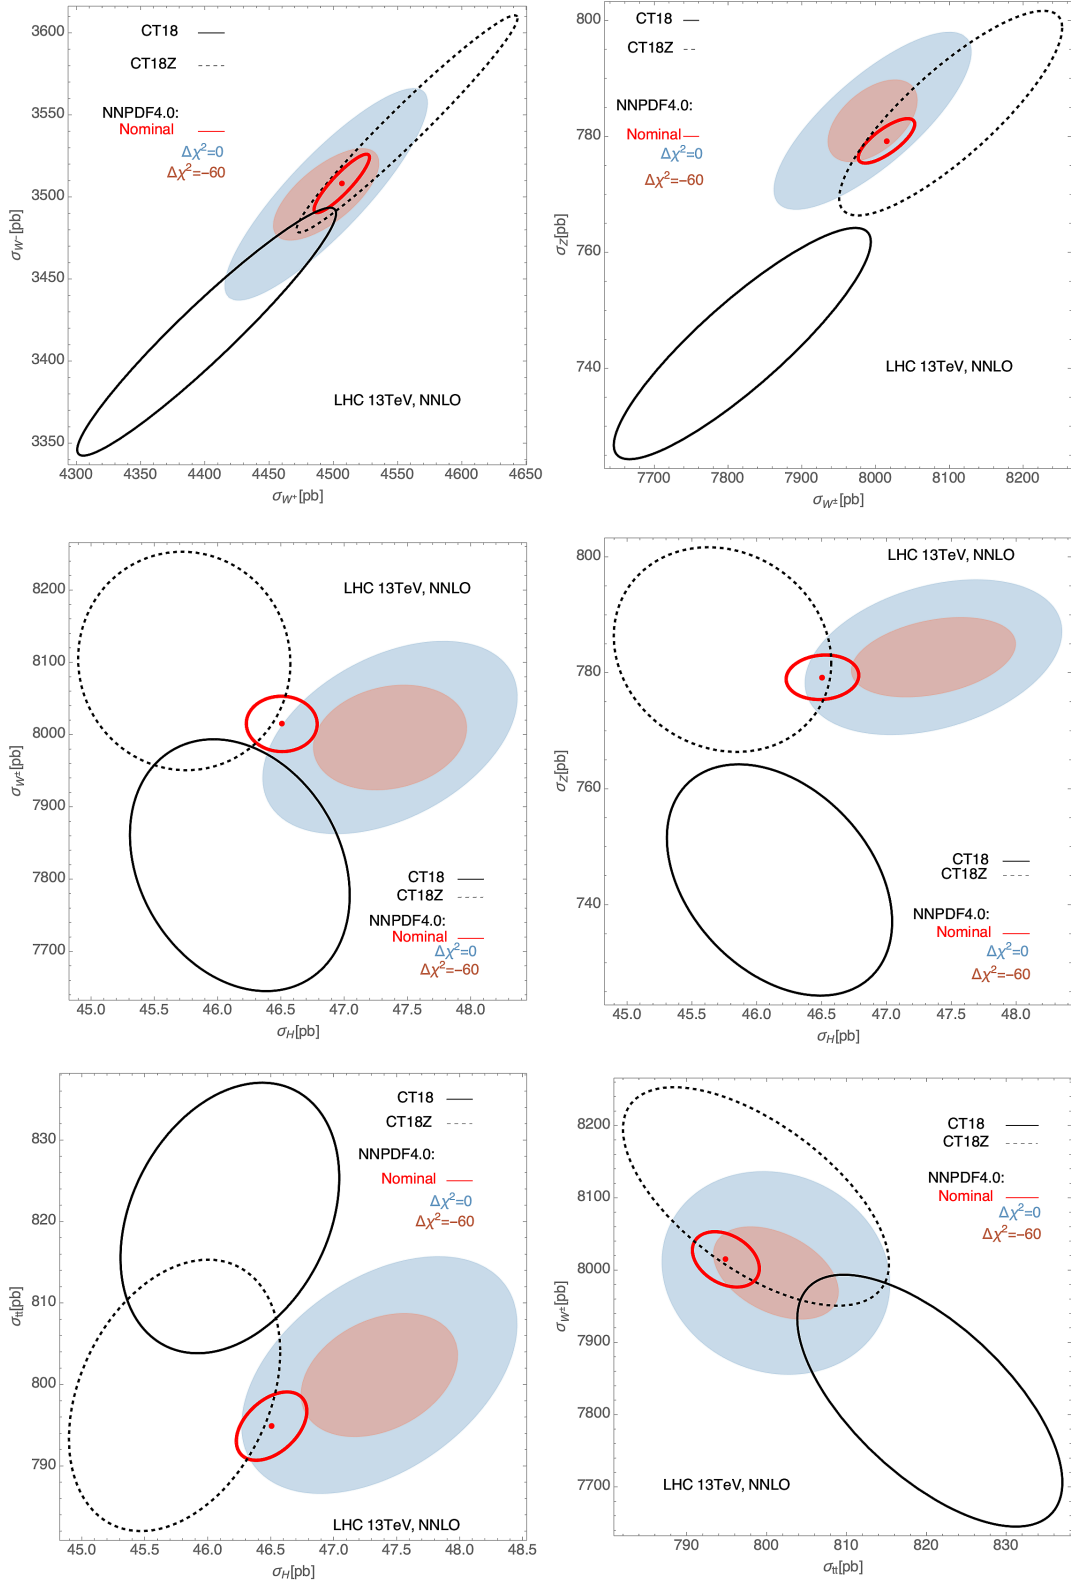 CT18
CT18Z
NNPDF4.0:
Nominal
Δχ²=0
Δχ²=−60
LHC 13TeV, NNLO
3600
3550
3500
3450
3400
3350
σW⁻[pb]
4300 4350 4400 4450 4500 4550 4600 4650
σW⁺[pb]
CT18
CT18Z
NNPDF4.0:
Nominal
Δχ²=0
Δχ²=−60
LHC 13TeV, NNLO
800
780
760
740
σZ[pb]
7700 7800 7900 8000 8100 8200
σW±[pb]
LHC 13TeV, NNLO
CT18
CT18Z
NNPDF4.0:
Nominal
Δχ²=0
Δχ²=−60
8200
8100
8000
7900
7800
7700
σW±[pb]
45.0 45.5 46.0 46.5 47.0 47.5 48.0
σH[pb]
LHC 13TeV, NNLO
CT18
CT18Z
NNPDF4.0:
Nominal
Δχ²=0
Δχ²=−60
800
780
760
740
σZ[pb]
45.0 45.5 46.0 46.5 47.0 47.5 48.0
σH[pb]
CT18
CT18Z
NNPDF4.0:
Nominal
Δχ²=0
Δχ²=−60
LHC 13TeV, NNLO
830
820
810
800
790
σtt[pb]
45.0 45.5 46.0 46.5 47.0 47.5 48.0 48.5
σH[pb]
CT18
CT18Z
NNPDF4.0:
Nominal
Δχ²=0
Δχ²=−60
LHC 13TeV, NNLO
8200
8100
8000
7900
7800
7700
σW±[pb]
790 800 810 820 830
σtt[pb]